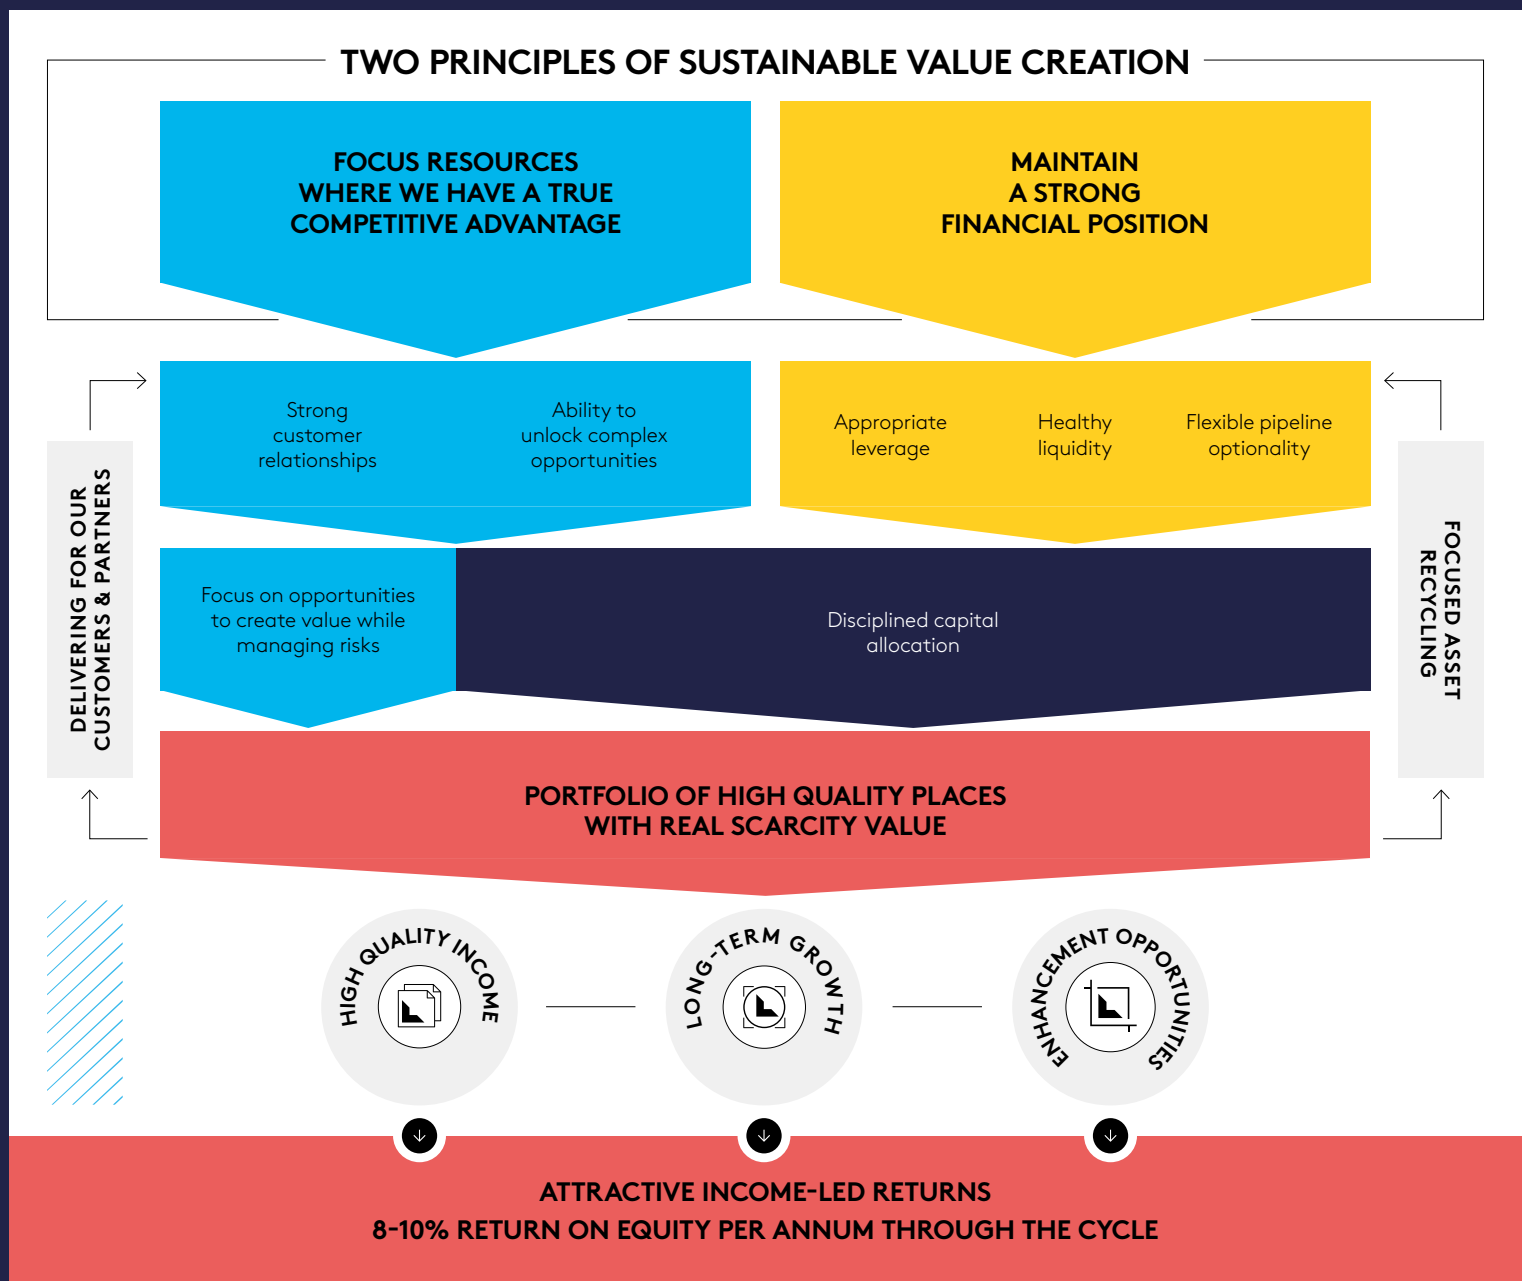 TWO PRINCIPLES OF SUSTAINABLE VALUE CREATION
FOCUS RESOURCES
WHERE WE HAVE A TRUE
COMPETITIVE ADVANTAGE
MAINTAIN
A STRONG
FINANCIAL POSITION
Strong
customer
relationships
Ability to
unlock complex
opportunities
Appropriate
leverage
Healthy
liquidity
Flexible pipeline
optionality
DELIVERING FOR OUR
CUSTOMERS & PARTNERS
FOCUSED ASSET
RECYCLING
Focus on opportunities
to create value while
managing risks
Disciplined capital
allocation
PORTFOLIO OF HIGH QUALITY PLACES
WITH REAL SCARCITY VALUE
HIGH QUALITY INCOME
LONG-TERM GROWTH
ENHANCEMENT OPPORTUNITIES
ATTRACTIVE INCOME-LED RETURNS
8-10% RETURN ON EQUITY PER ANNUM THROUGH THE CYCLE